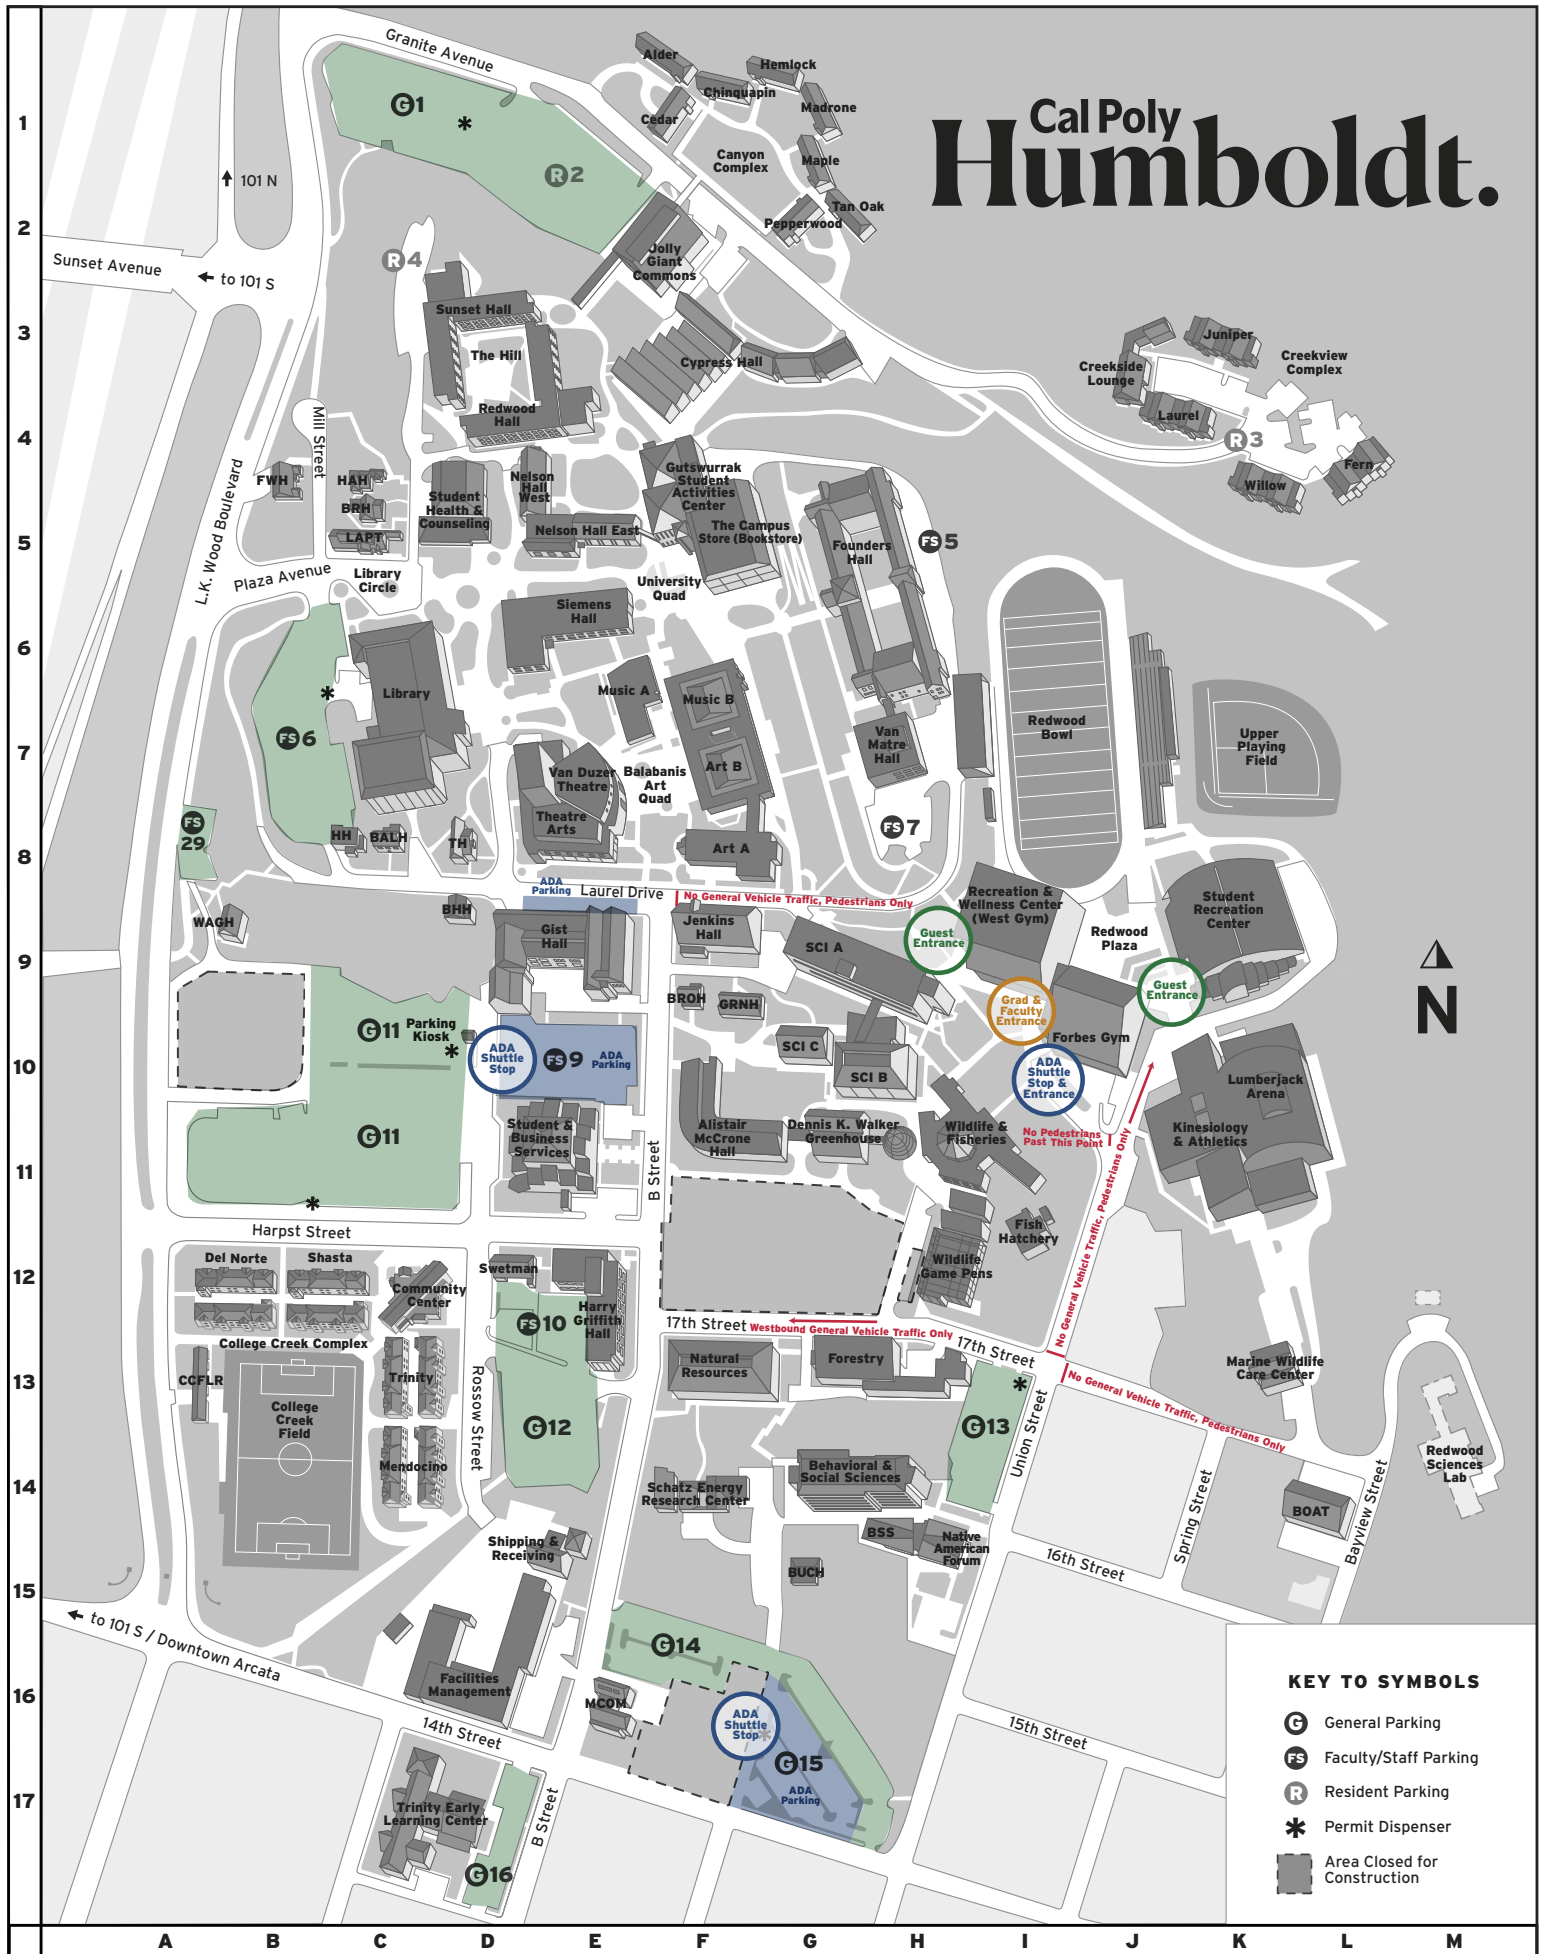 Cal Poly
Humboldt.
1
2
3
4
5
6
7
8
9
10
11
12
13
14
15
16
17
A
B
C
D
E
F
G
H
I
J
K
L
M
Granite Avenue
G1
*
R 2
101 N
Sunset Avenue
to 101 S
R 4
Alder
Hemlock
Chinquapin
Madrone
Cedar
Canyon
Complex
Maple
Tan Oak
Pepperwood
Jolly
Giant
Commons
Sunset Hall
The Hill
Redwood
Hall
Cypress Hall
Juniper
Creekside
Lounge
Creekview
Complex
Laurel
R 3
Fern
Willow
Mill Street
L.K. Wood Boulevard
FWH
HAH
BRH
LAPT
Student
Health &
Counseling
Nelson
Hall
West
Nelson Hall East
Gutswurrak
Student
Activities
Center
The Campus
Store (Bookstore)
Founders
Hall
FS 5
Plaza Avenue
Library
Circle
University
Quad
Siemens
Hall
Library
*
FS 6
Music A
Music B
Art B
Van
Matre
Hall
Redwood
Bowl
Upper
Playing
Field
Van Duzer
Theatre
Theatre
Arts
Balabanis
Art
Quad
FS
29
HH
BALH
TH
Art A
FS 7
ADA
Parking
Laurel Drive
No General Vehicle Traffic, Pedestrians Only
WAGH
BHH
Gist
Hall
Jenkins
Hall
SCI A
Guest
Entrance
Recreation &
Wellness Center
(West Gym)
Redwood
Plaza
Student
Recreation
Center
Guest
Entrance
Grad &
Faculty
Entrance
Forbes Gym
BROH
GRNH
G11
Parking
Kiosk
*
ADA
Shuttle
Stop
FS 9
ADA
Parking
SCI C
SCI B
ADA
Shuttle
Stop &
Entrance
Lumberjack
Arena
Kinesiology
& Athletics
N
G11
Student &
Business
Services
B Street
Alistair
McCrone
Hall
Dennis K. Walker
Greenhouse
Wildlife &
Fisheries
No Pedestrians
Past This Point
No General Vehicle Traffic, Pedestrians Only
*
Harpst Street
Fish
Hatchery
Wildlife
Game Pens
Del Norte
Shasta
Community
Center
College Creek Complex
Swetman
FS 10
Harry
Griffith
Hall
17th Street
Westbound General Vehicle Traffic Only
17th Street
CCFLR
College
Creek
Field
Trinity
Mendocino
Rossow Street
G12
Natural
Resources
Forestry
*
G13
Union Street
No General Vehicle Traffic, Pedestrians Only
Marine Wildlife
Care Center
Redwood
Sciences
Lab
Schatz Energy
Research Center
Behavioral &
Social Sciences
BSS
Native
American
Forum
BUCH
BOAT
Spring Street
Bayview Street
16th Street
Shipping &
Receiving
to 101 S / Downtown Arcata
Facilities
Management
14th Street
G14
MCOM
ADA
Shuttle
Stop
*
G15
ADA
Parking
15th Street
Trinity Early
Learning Center
G16
B Street
KEY TO SYMBOLS
G General Parking
FS Faculty/Staff Parking
R Resident Parking
* Permit Dispenser
Area Closed for
Construction